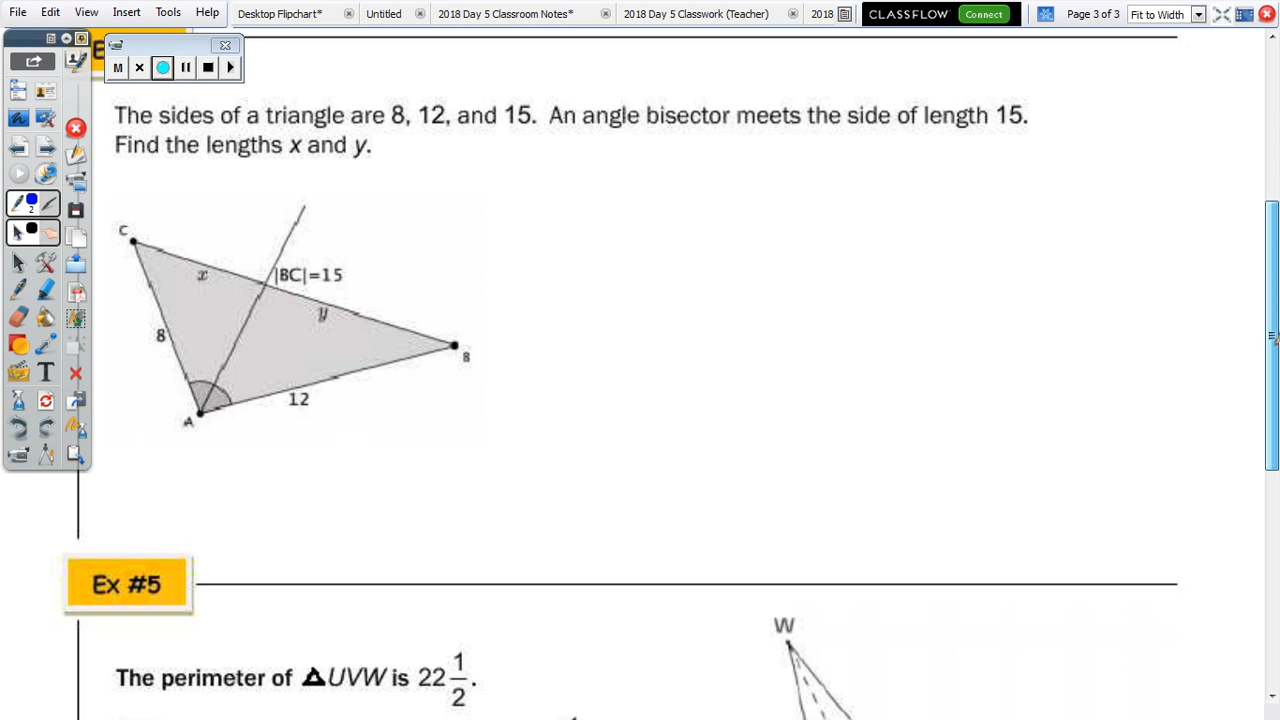 File Edit View Insert Tools Help Desktop Flipchart* Untitled 2018 Day 5 Classroom Notes* 2018 Day 5 Classwork (Teacher) 2018 CLASSFLOW Connect Page 3 of 3 Fit to Width
M
The sides of a triangle are 8, 12, and 15. An angle bisector meets the side of length 15.
Find the lengths x and y.
C
x |BC|=15
y
8
B
12
A
2
T
Ex #5
W
The perimeter of △UVW is 22 1/2.